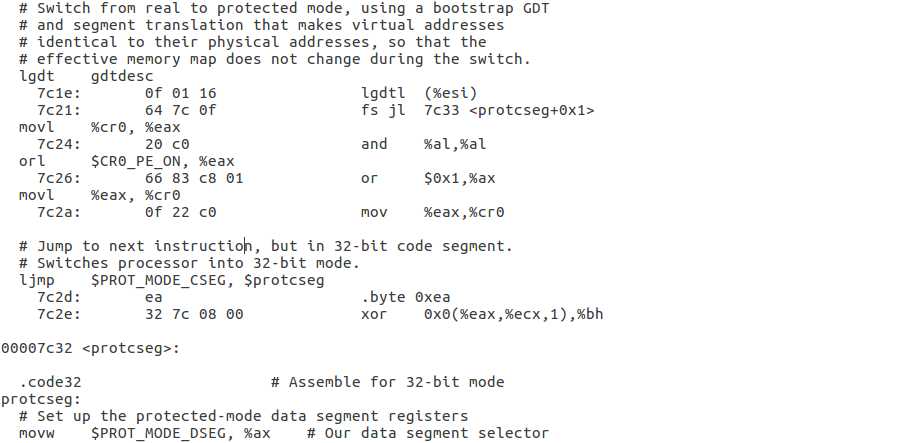 # Switch from real to protected mode, using a bootstrap GDT
# and segment translation that makes virtual addresses
# identical to their physical addresses, so that the
# effective memory map does not change during the switch.
lgdt    gdtdesc
7c1e:       0f 01 16                lgdtl  (%esi)
7c21:       64 7c 0f                fs jl  7c33 <protcseg+0x1>
movl    %cr0, %eax
7c24:       20 c0                   and    %al,%al
orl     $CR0_PE_ON, %eax
7c26:       66 83 c8 01             or     $0x1,%ax
movl    %eax, %cr0
7c2a:       0f 22 c0                mov    %eax,%cr0
# Jump to next instruction, but in 32-bit code segment.
# Switches processor into 32-bit mode.
ljmp    $PROT_MODE_CSEG, $protcseg
7c2d:       ea                      .byte 0xea
7c2e:       32 7c 08 00             xor    0x0(%eax,%ecx,1),%bh
00007c32 <protcseg>:
.code32                     # Assemble for 32-bit mode
protcseg:
# Set up the protected-mode data segment registers
movw    $PROT_MODE_DSEG, %ax    # Our data segment selector